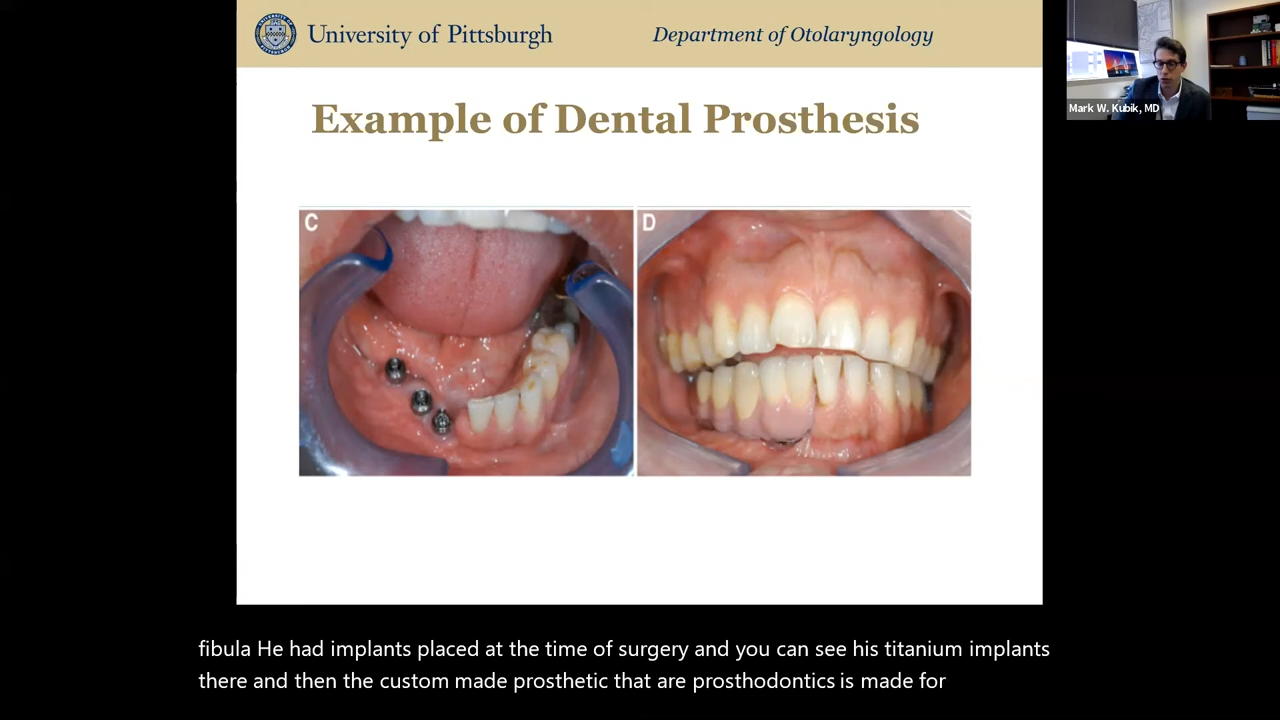 University of Pittsburgh
Department of Otolaryngology
Mark W. Kubik, MD
Example of Dental Prosthesis
C
D
fibula He had implants placed at the time of surgery and you can see his titanium implants
there and then the custom made prosthetic that are prosthodontics is made for